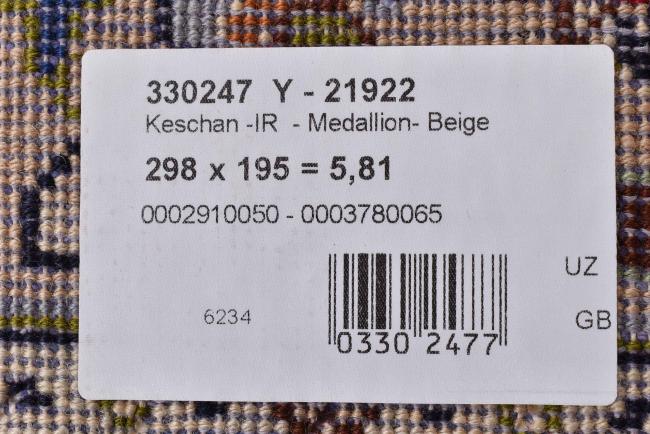 330247 Y - 21922
Keschan -IR - Medallion- Beige
298 x 195 = 5,81
0002910050 - 0003780065
UZ
6234
GB
0330 2477